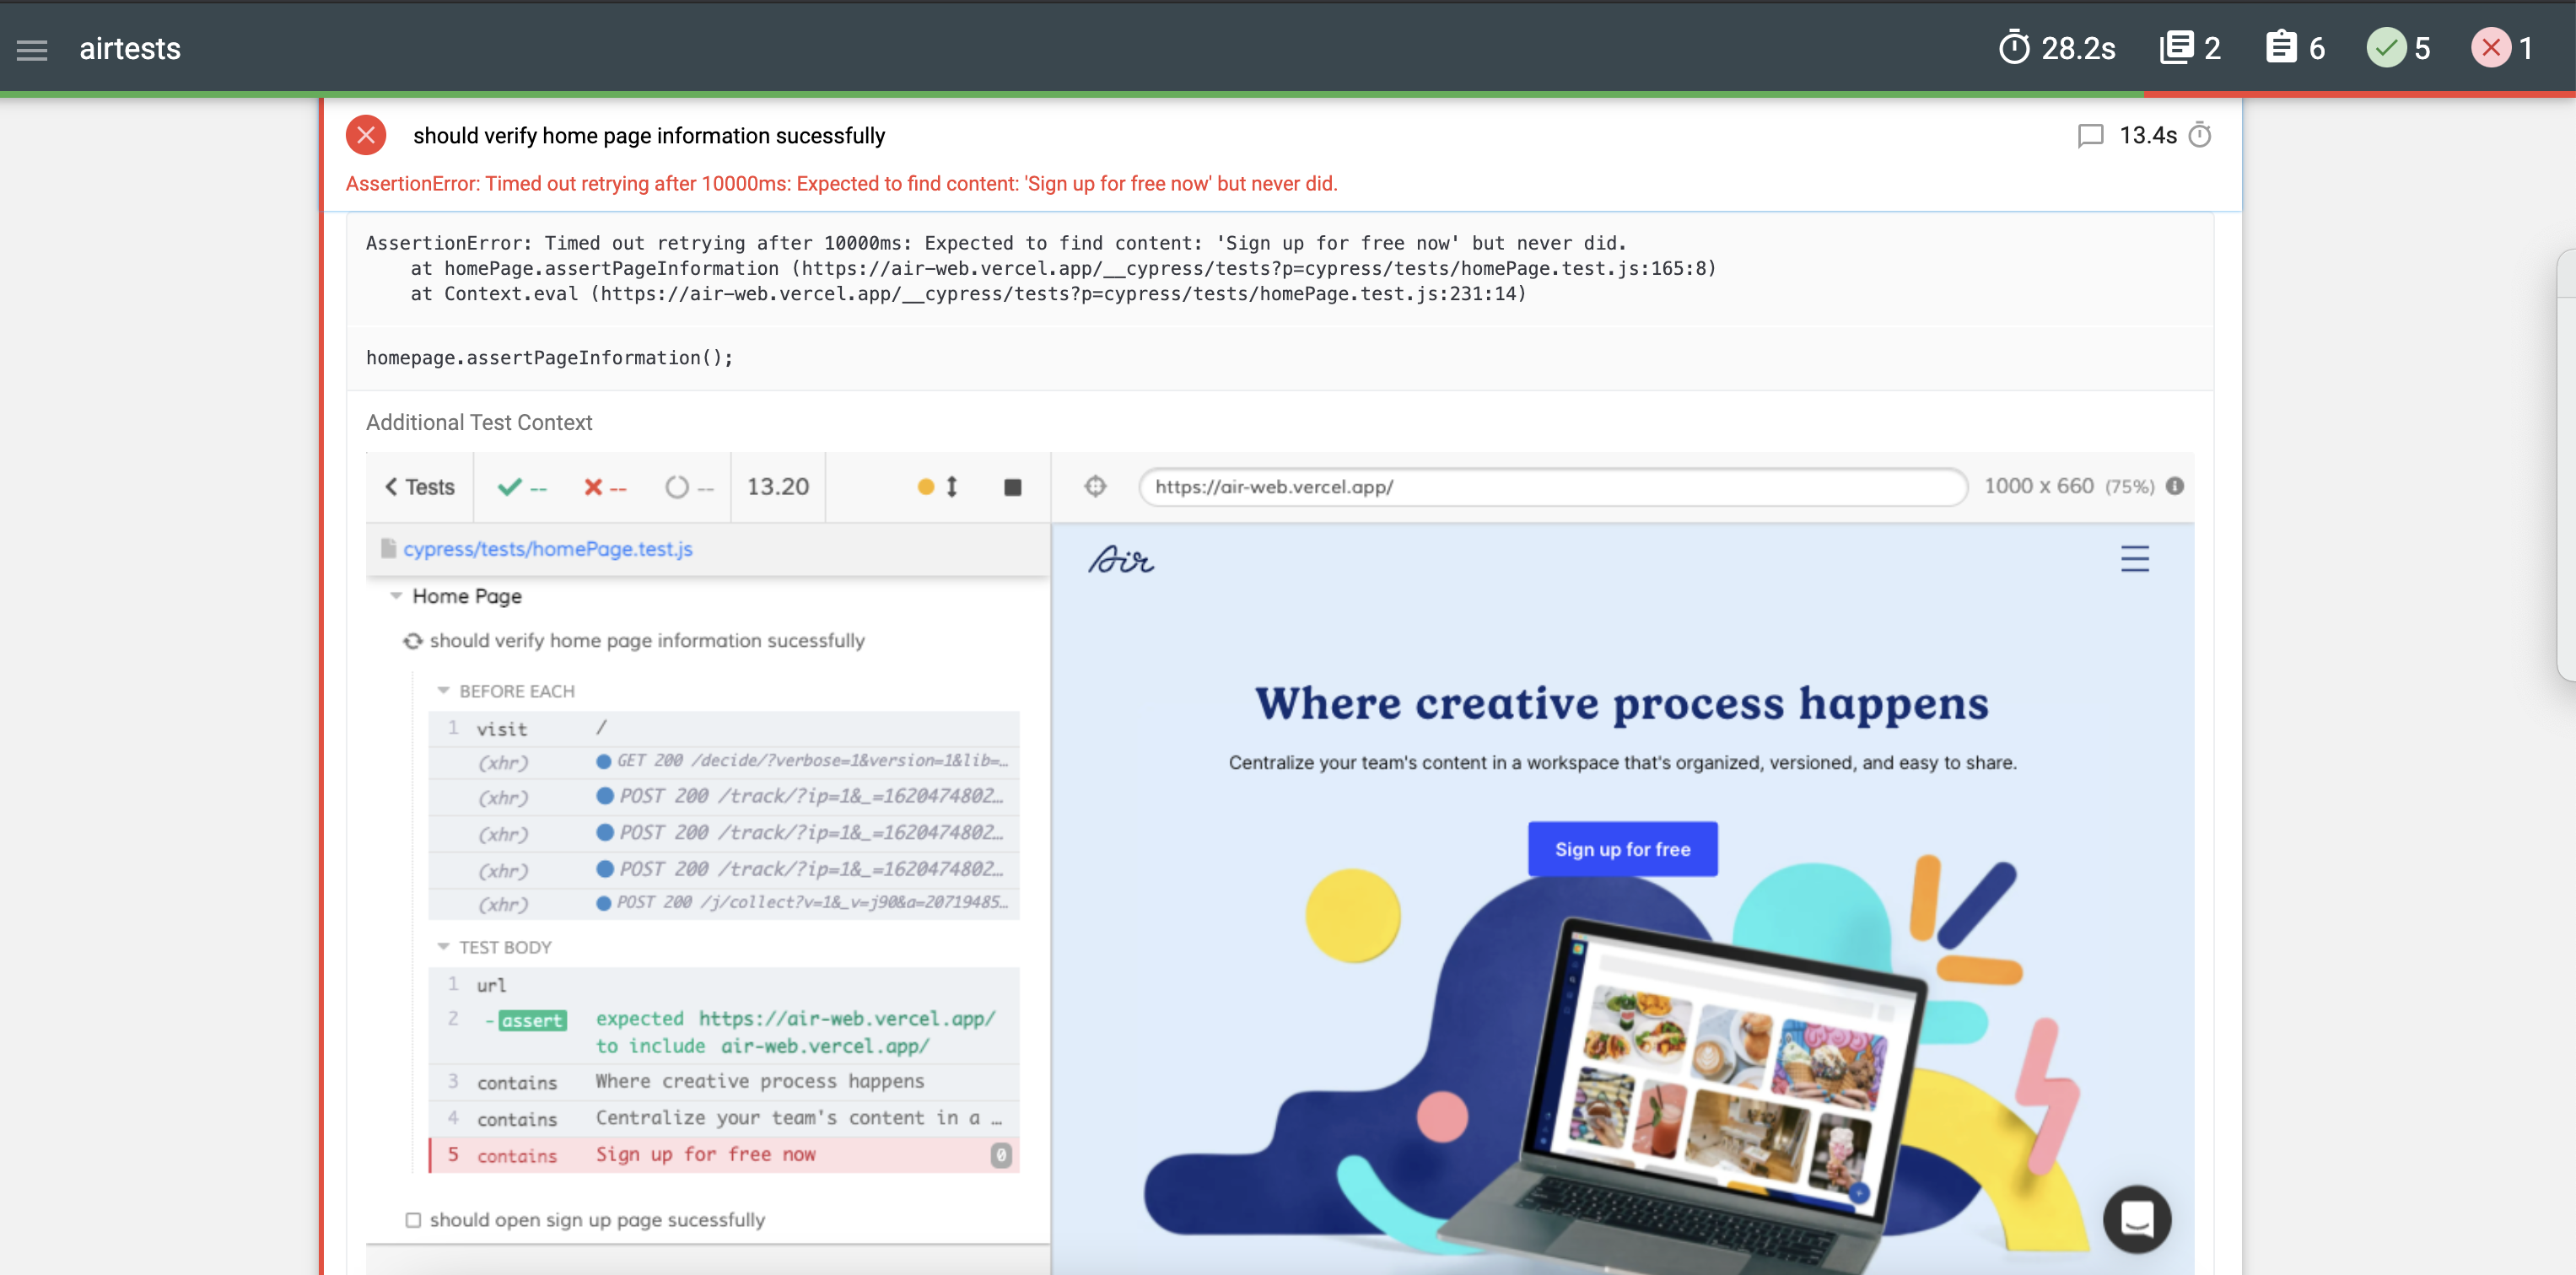 airtests
28.2s 2 6 5 1
should verify home page information sucessfully 13.4s
AssertionError: Timed out retrying after 10000ms: Expected to find content: 'Sign up for free now' but never did.
AssertionError: Timed out retrying after 10000ms: Expected to find content: 'Sign up for free now' but never did.
at homePage.assertPageInformation (https://air-web.vercel.app/__cypress/tests?p=cypress/tests/homePage.test.js:165:8)
at Context.eval (https://air-web.vercel.app/__cypress/tests?p=cypress/tests/homePage.test.js:231:14)
homepage.assertPageInformation();
Additional Test Context
Tests -- -- -- 13.20
https://air-web.vercel.app/ 1000 x 660 (75%)
cypress/tests/homePage.test.js
Home Page
should verify home page information sucessfully
BEFORE EACH
1 visit /
(xhr) GET 200 /decide/?verbose=1&version=1&lib=…
(xhr) POST 200 /track/?ip=1&_=1620474802…
(xhr) POST 200 /track/?ip=1&_=1620474802…
(xhr) POST 200 /track/?ip=1&_=1620474802…
(xhr) POST 200 /j/collect?v=1&_v=j90&a=20719485…
TEST BODY
1 url
2 -assert expected https://air-web.vercel.app/
to include air-web.vercel.app/
3 contains Where creative process happens
4 contains Centralize your team's content in a …
5 contains Sign up for free now 0
should open sign up page sucessfully
Air
Where creative process happens
Centralize your team's content in a workspace that's organized, versioned, and easy to share.
Sign up for free